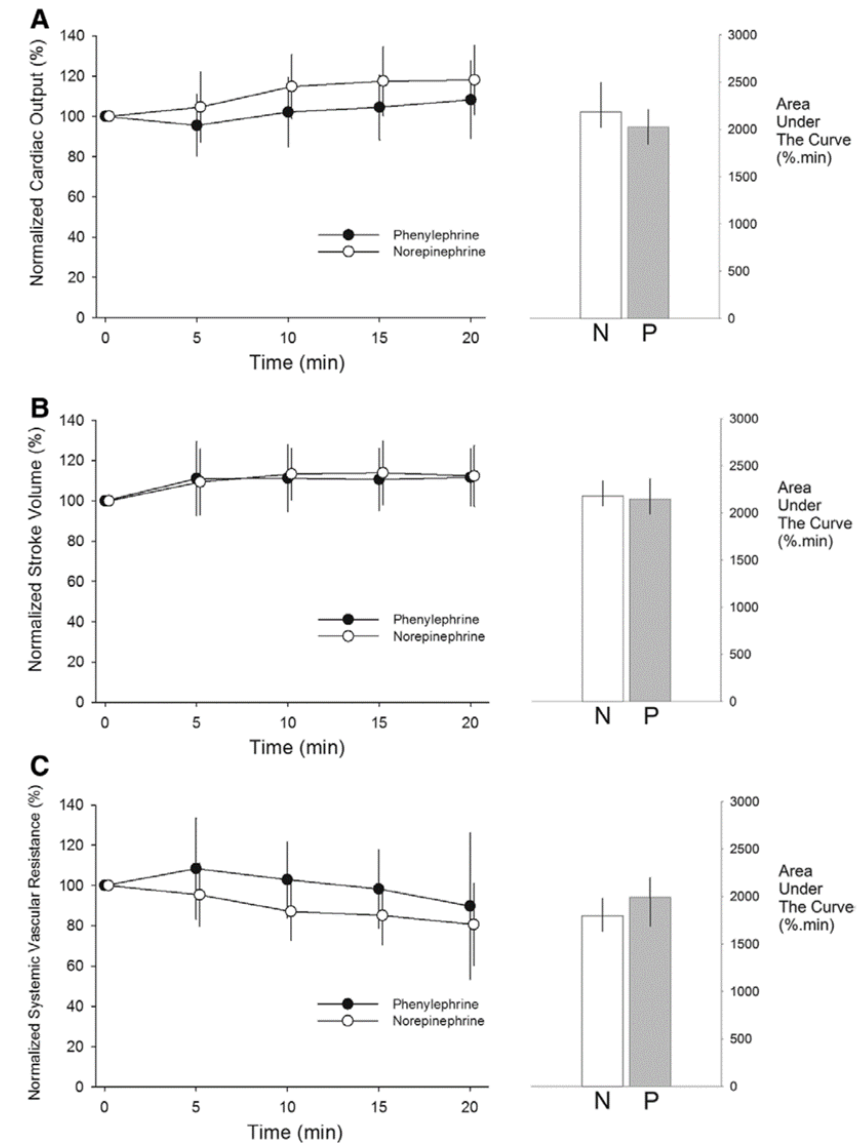 A
Normalized Cardiac Output (%)
140
120
100
80
60
40
20
0
Phenylephrine
Norepinephrine
0 5 10 15 20
Time (min)
3000
2500
2000
1500
1000
500
0
Area
Under
The Curve
(%.min)
N P
B
Normalized Stroke Volume (%)
140
120
100
80
60
40
20
0
Phenylephrine
Norepinephrine
0 5 10 15 20
Time (min)
3000
2500
2000
1500
1000
500
0
Area
Under
The Curve
(%.min)
N P
C
Normalized Systemic Vascular Resistance (%)
140
120
100
80
60
40
20
0
Phenylephrine
Norepinephrine
0 5 10 15 20
Time (min)
3000
2500
2000
1500
1000
500
0
Area
Under
The Curve
(%.min)
N P